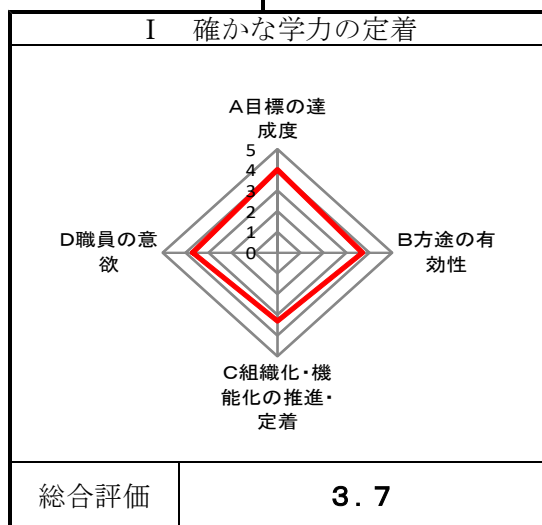 Ⅰ　確かな学力の定着
A目標の達
成度
5
4
3
2
1
0
D職員の意
欲
B方途の有
効性
C組織化・機
能化の推進・
定着
総合評価　３．７